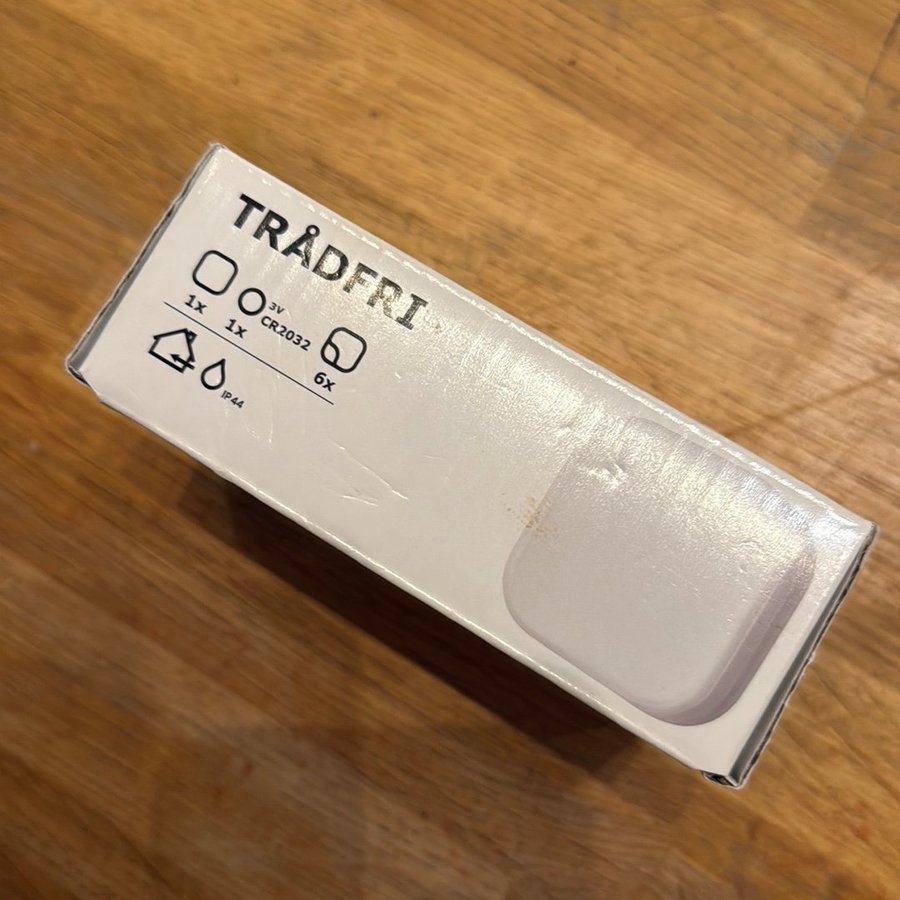 TRÅDFRI
1x
1x
3V
CR2032
6x
IP44